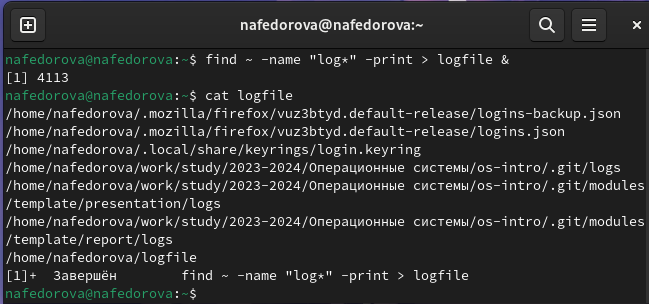 nafedorova@nafedorova:~
nafedorova@nafedorova:~$ find ~ -name "log*" -print > logfile &
[1] 4113
nafedorova@nafedorova:~$ cat logfile
/home/nafedorova/.mozilla/firefox/vuz3btyd.default-release/logins-backup.json
/home/nafedorova/.mozilla/firefox/vuz3btyd.default-release/logins.json
/home/nafedorova/.local/share/keyrings/login.keyring
/home/nafedorova/work/study/2023-2024/Операционные системы/os-intro/.git/logs
/home/nafedorova/work/study/2023-2024/Операционные системы/os-intro/.git/modules
/template/presentation/logs
/home/nafedorova/work/study/2023-2024/Операционные системы/os-intro/.git/modules
/template/report/logs
/home/nafedorova/logfile
[1]+  Завершён        find ~ -name "log*" -print > logfile
nafedorova@nafedorova:~$